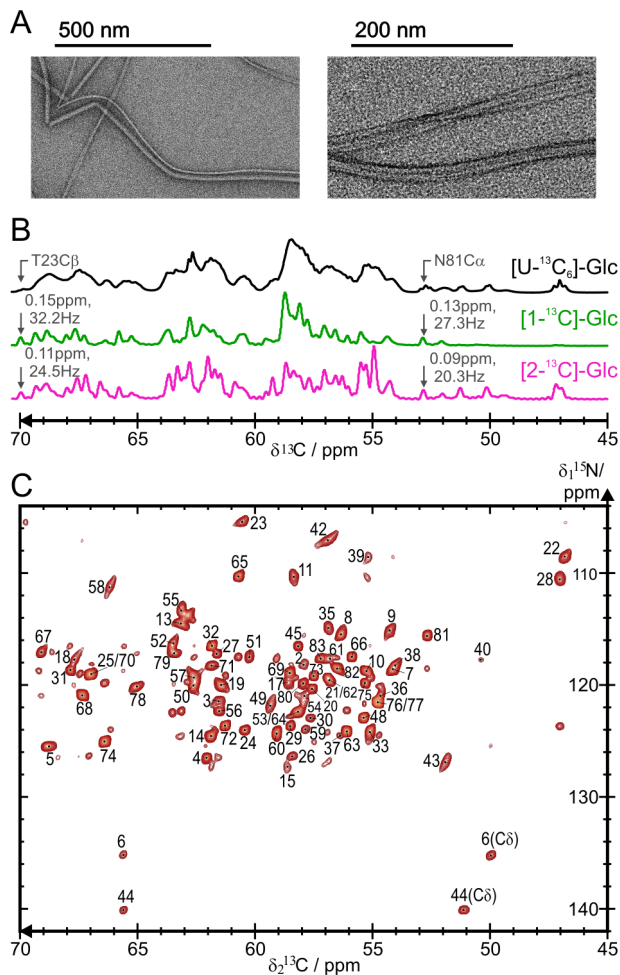 A
500 nm
200 nm
B
T23Cβ
N81Cα
[U-¹³C₆]-Glc
0.15ppm,
32.2Hz
0.13ppm,
27.3Hz
[1-¹³C]-Glc
0.11ppm,
24.5Hz
0.09ppm,
20.3Hz
[2-¹³C]-Glc
70 65 60 55 50 45
δ¹³C / ppm
C
δ₁¹⁵N/
ppm
23
42
39
22
65
11
28
110
58
55
13
35
8
9
81
67
52
32
27
51
45
83
61
66
38
40
18
79
71
2
73
82
10
7
31
25/70
57
19
69
17
120
68
78
50
3
49
80
54
20
21/62
75
36
76/77
56
53/64
30
48
5
74
14
72
24
29
59
37
63
33
4
60
26
43
15
130
6
6(Cδ)
44
44(Cδ)
140
70 65 60 55 50 45
δ₂¹³C / ppm